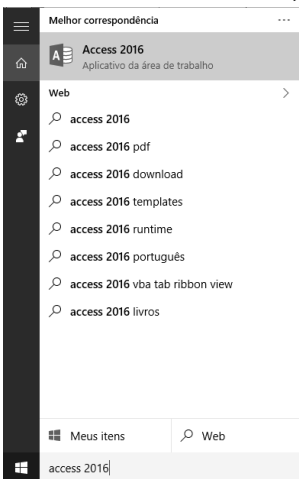 Melhor correspondência
Access 2016
Aplicativo da área de trabalho
Web
access 2016
access 2016 pdf
access 2016 download
access 2016 templates
access 2016 runtime
access 2016 português
access 2016 vba tab ribbon view
access 2016 livros
Meus itens Web
access 2016